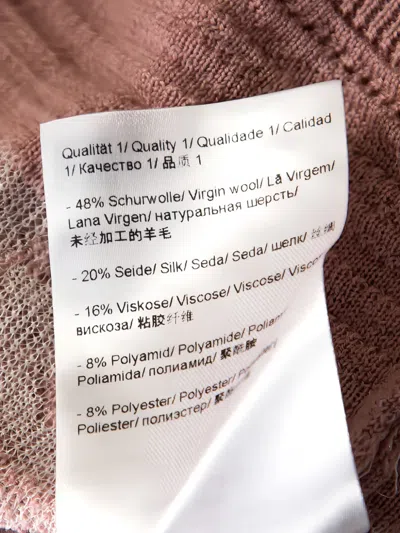 Qualität 1/ Quality 1/ Qualidade 1/ Calidad
1/ Качество 1/ 品质 1
- 48% Schurwolle/ Virgin wool/ Lã Virgem/
Lana Virgen/ натуральная шерсть/
未经加工的羊毛
- 20% Seide/ Silk/ Seda/ Seda/ шелк/ 丝绸
- 16% Viskose/ Viscose/ Viscose/
вискоза/ 粘胶纤维
- 8% Polyamid/ Polyamide/
Poliamida/ полиамид/ 聚酰胺
- 8% Polyester/ Polyester/
Poliester/ полиэстер/